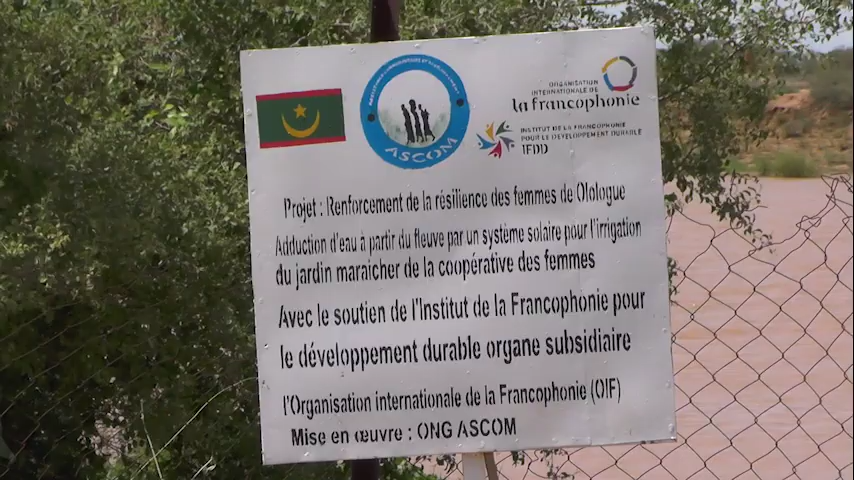 ASCOM
ORGANISATION
INTERNATIONALE DE
la francophonie
INSTITUT DE LA FRANCOPHONIE
POUR LE DÉVELOPPEMENT DURABLE
IFDD
Projet : Renforcement de la résilience des femmes de Olologue
Adduction d'eau à partir du fleuve par un système solaire pour l'irrigation
du jardin maraicher de la coopérative des femmes
Avec le soutien de l'Institut de la Francophonie pour
le développement durable organe subsidiaire
l'Organisation internationale de la Francophonie (OIF)
Mise en œuvre : ONG ASCOM